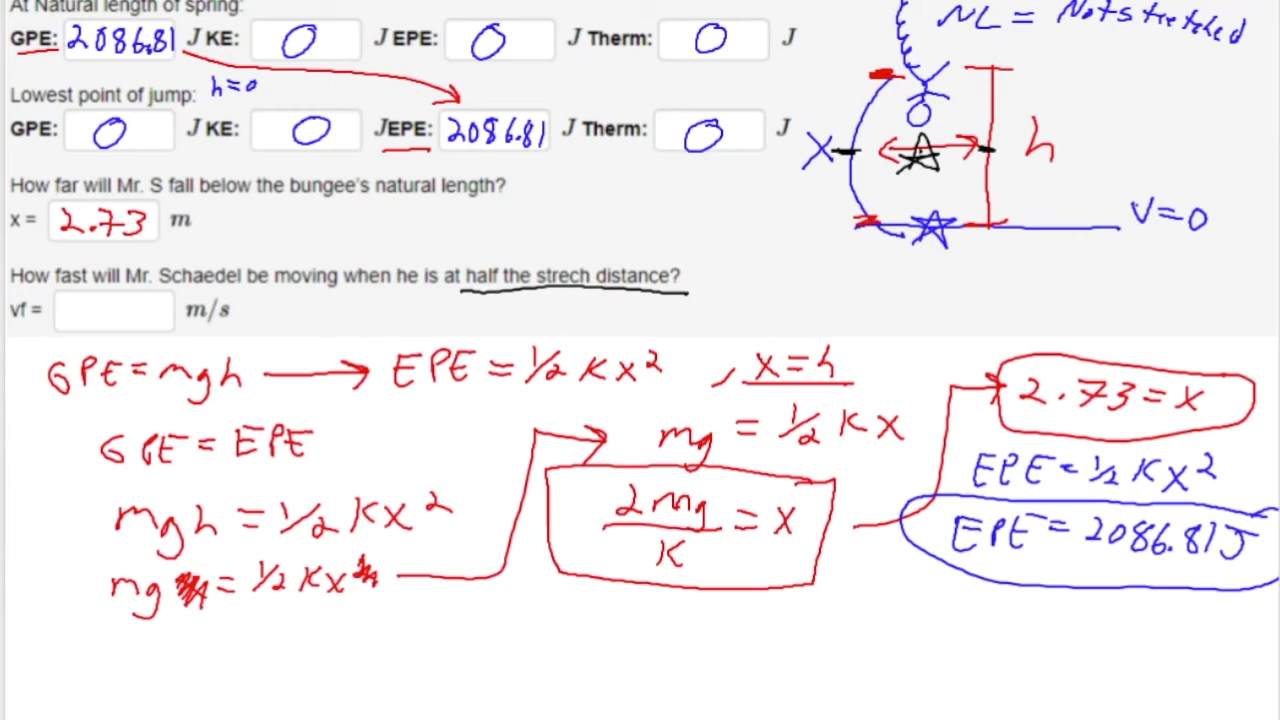 At Natural length of spring:
GPE: 2086.81 J KE: 0 J EPE: 0 J Therm: 0 J
NL = Not stretched
Lowest point of jump: h=0
GPE: 0 J KE: 0 J EPE: 2086.81 J Therm: 0 J
x h
How far will Mr. S fall below the bungee's natural length?
x = 2.73 m
v=0
How fast will Mr. Schaedel be moving when he is at half the strech distance?
vf = m/s
GPE = mgh → EPE = 1/2 Kx² , x=h
2.73 = x
GPE = EPE
mg = 1/2 Kx
EPE = 1/2 Kx²
mgh = 1/2 Kx²
2mg/K = x
EPE = 2086.81J
mg = 1/2 Kx